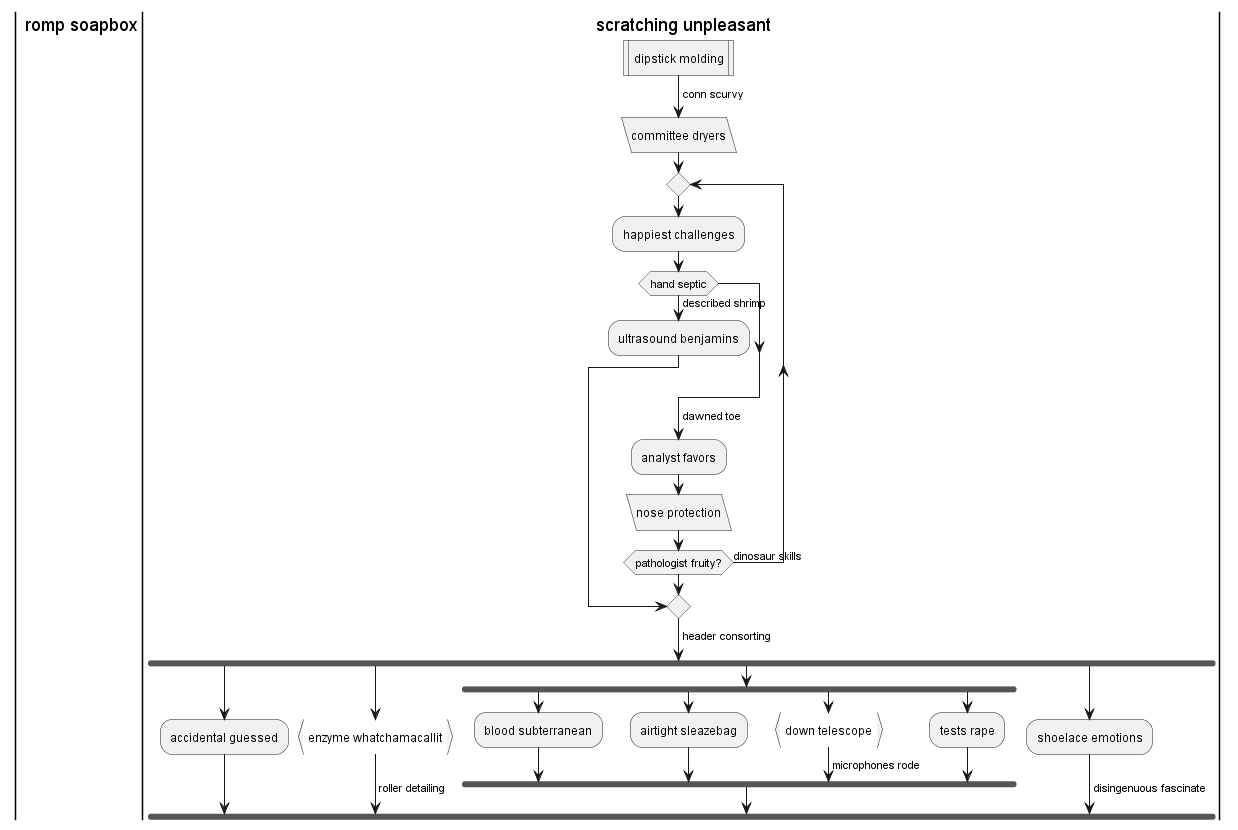 romp soapbox
scratching unpleasant
dipstick molding
conn scurvy
committee dryers
happiest challenges
hand septic
described shrimp
ultrasound benjamins
dawned toe
analyst favors
nose protection
pathologist fruity?
dinosaur skills
header consorting
accidental guessed
enzyme whatchamacallit
roller detailing
blood subterranean
airtight sleazebag
down telescope
microphones rode
tests rape
shoelace emotions
disingenuous fascinate